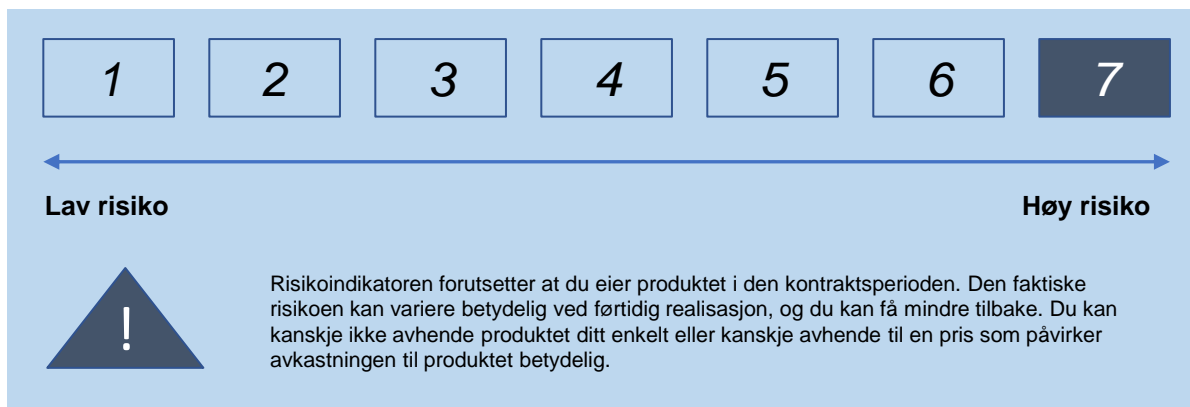 1 2 3 4 5 6 7
Lav risiko Høy risiko
!
Risikoindikatoren forutsetter at du eier produktet i den kontraktsperioden. Den faktiske
risikoen kan variere betydelig ved førtidig realisasjon, og du kan få mindre tilbake. Du kan
kanskje ikke avhende produktet ditt enkelt eller kanskje avhende til en pris som påvirker
avkastningen til produktet betydelig.